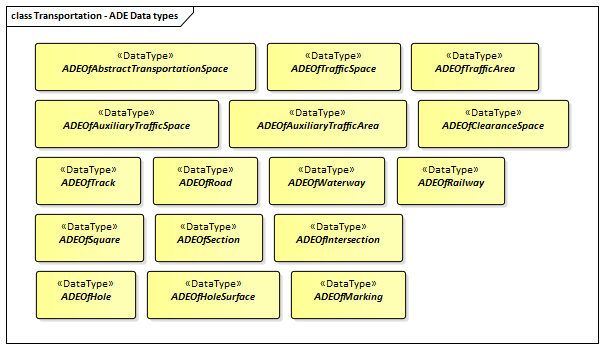 class Transportation - ADE Data types
«DataType» «DataType» «DataType»
ADEOfAbstractTransportationSpace ADEOfTrafficSpace ADEOfTrafficArea
«DataType» «DataType» «DataType»
ADEOfAuxiliaryTrafficSpace ADEOfAuxiliaryTrafficArea ADEOfClearanceSpace
«DataType» «DataType» «DataType» «DataType»
ADEOfTrack ADEOfRoad ADEOfWaterway ADEOfRailway
«DataType» «DataType» «DataType»
ADEOfSquare ADEOfSection ADEOfIntersection
«DataType» «DataType» «DataType»
ADEOfHole ADEOfHoleSurface ADEOfMarking